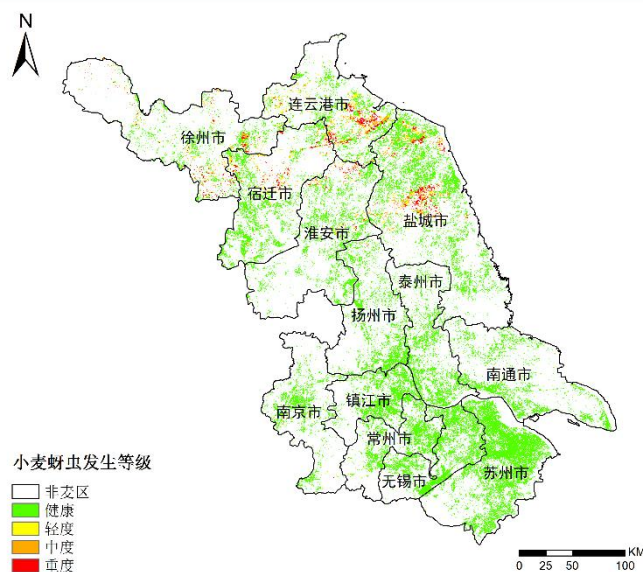 N
连云港市
徐州市
宿迁市
盐城市
淮安市
泰州市
扬州市
南通市
镇江市
南京市
常州市
苏州市
无锡市
小麦蚜虫发生等级
非麦区
健康
轻度
中度
重度
KM
0 25 50 100